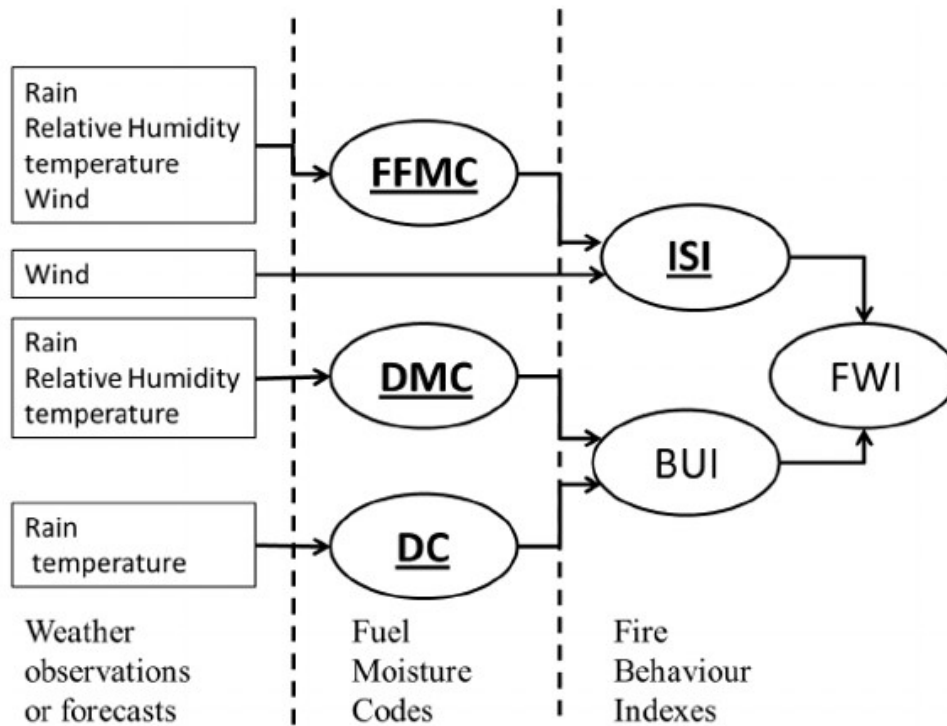 Rain
Relative Humidity
temperature
Wind
FFMC
Wind
ISI
Rain
Relative Humidity
temperature
DMC
FWI
BUI
Rain
temperature
DC
Weather
observations
or forecasts
Fuel
Moisture
Codes
Fire
Behaviour
Indexes